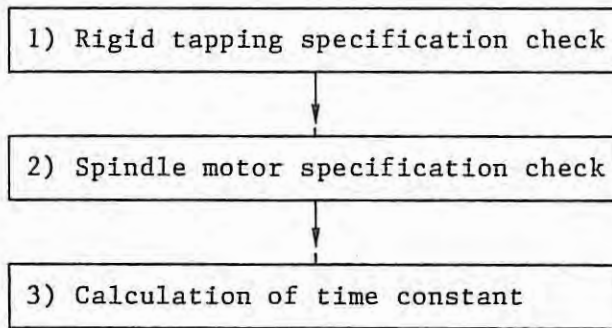 1) Rigid tapping specification check
2) Spindle motor specification check
3) Calculation of time constant